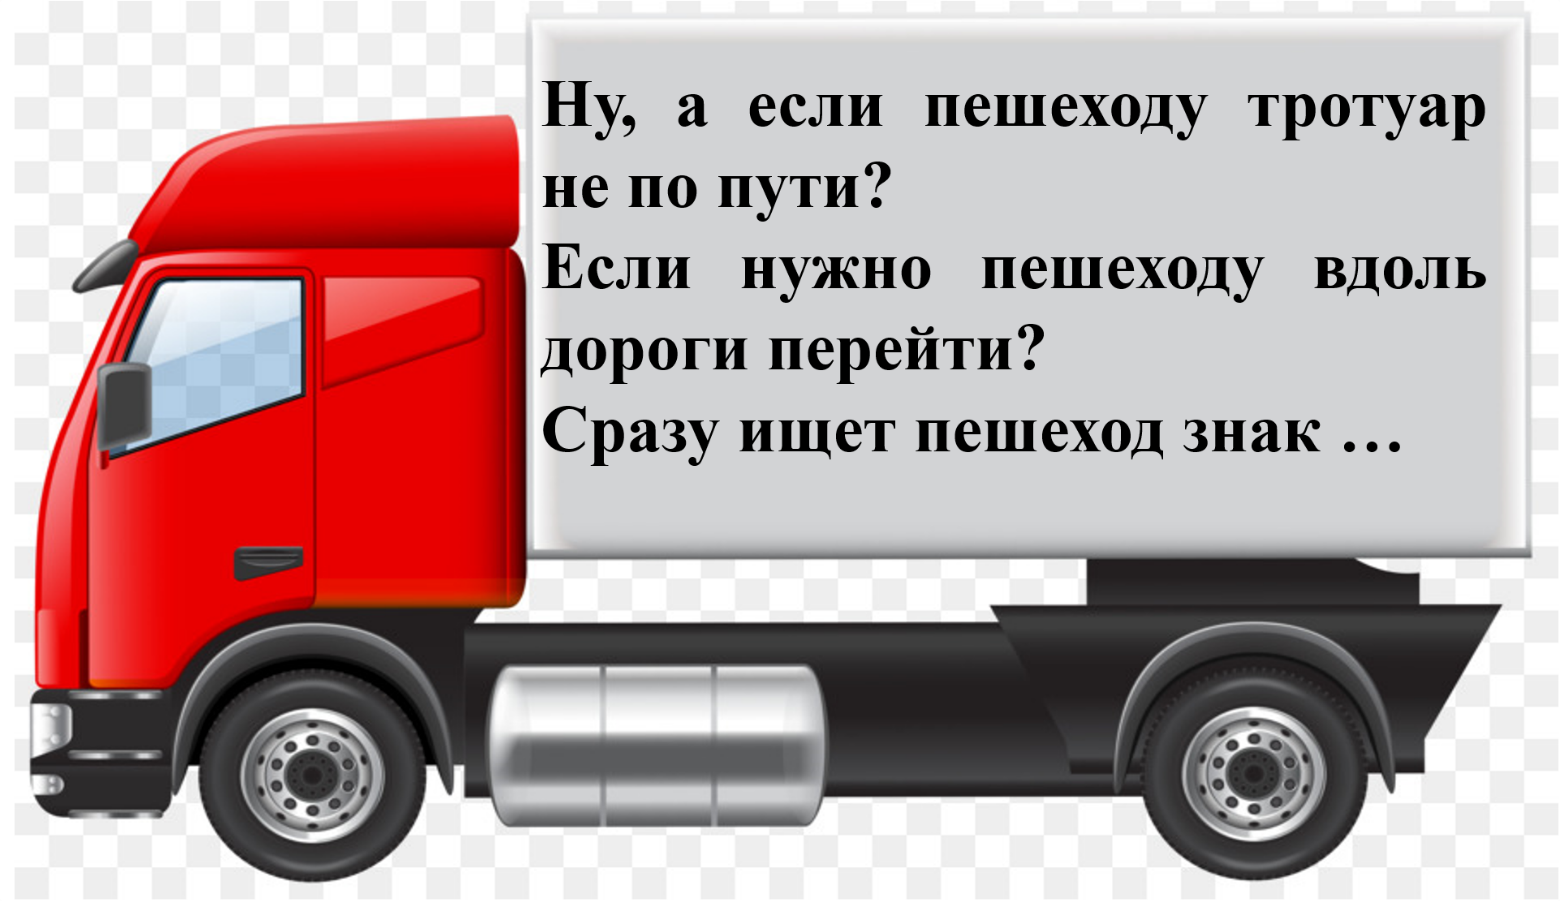 Ну, а если пешеходу тротуар
не по пути?
Если нужно пешеходу вдоль
дороги перейти?
Сразу ищет пешеход знак …